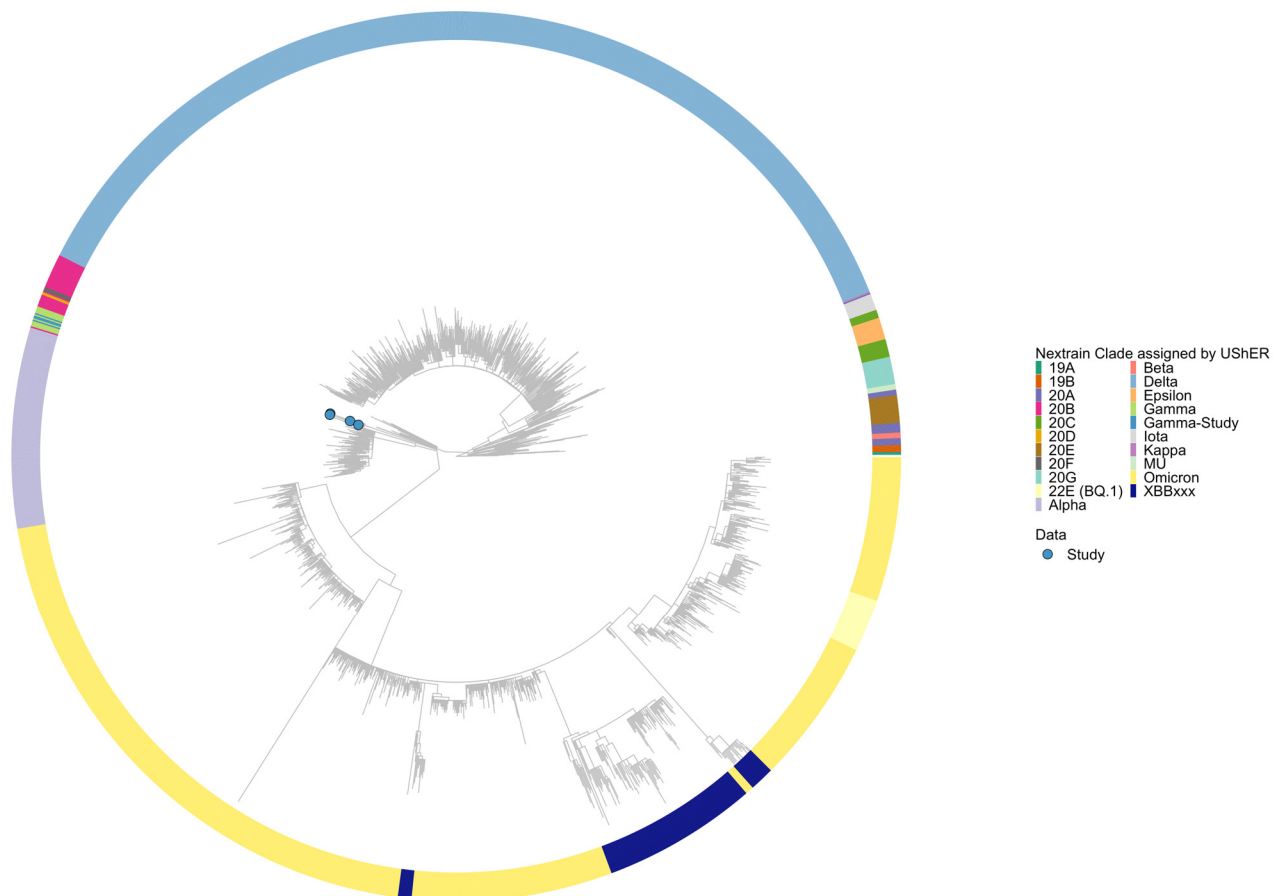 Nextrain Clade assigned by UShER
19A
19B
20A
20B
20C
20D
20E
20F
20G
22E (BQ.1)
Alpha
Beta
Delta
Epsilon
Gamma
Gamma-Study
Iota
Kappa
MU
Omicron
XBBxxx
Data
Study